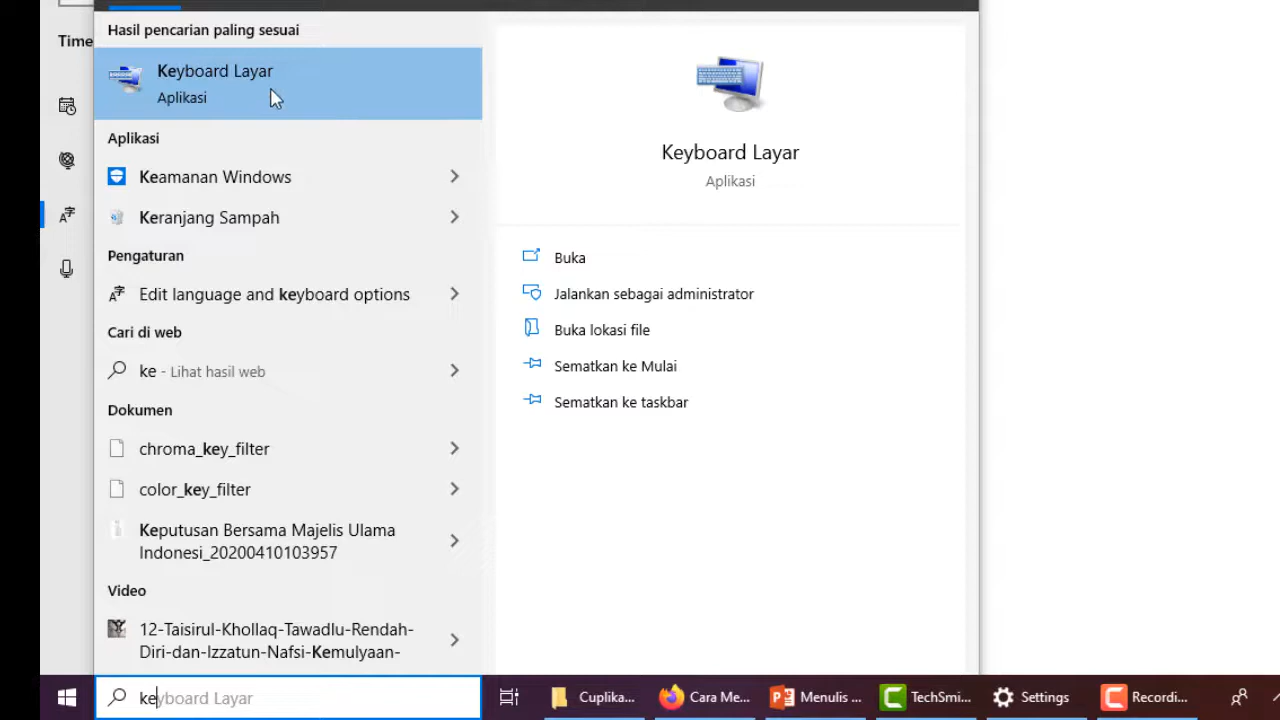 Time
Hasil pencarian paling sesuai
Keyboard Layar
Aplikasi
Aplikasi
Keamanan Windows
Keranjang Sampah
Pengaturan
Edit language and keyboard options
Cari di web
ke - Lihat hasil web
Dokumen
chroma_key_filter
color_key_filter
Keputusan Bersama Majelis Ulama
Indonesi_20200410103957
Video
12-Taisirul-Khollaq-Tawadlu-Rendah-
Diri-dan-Izzatun-Nafsi-Kemulyaan-
Keyboard Layar
Aplikasi
Buka
Jalankan sebagai administrator
Buka lokasi file
Sematkan ke Mulai
Sematkan ke taskbar
keyboard Layar
Cuplika...
Cara Me...
Menulis ...
TechSmi...
Settings
Recordi...